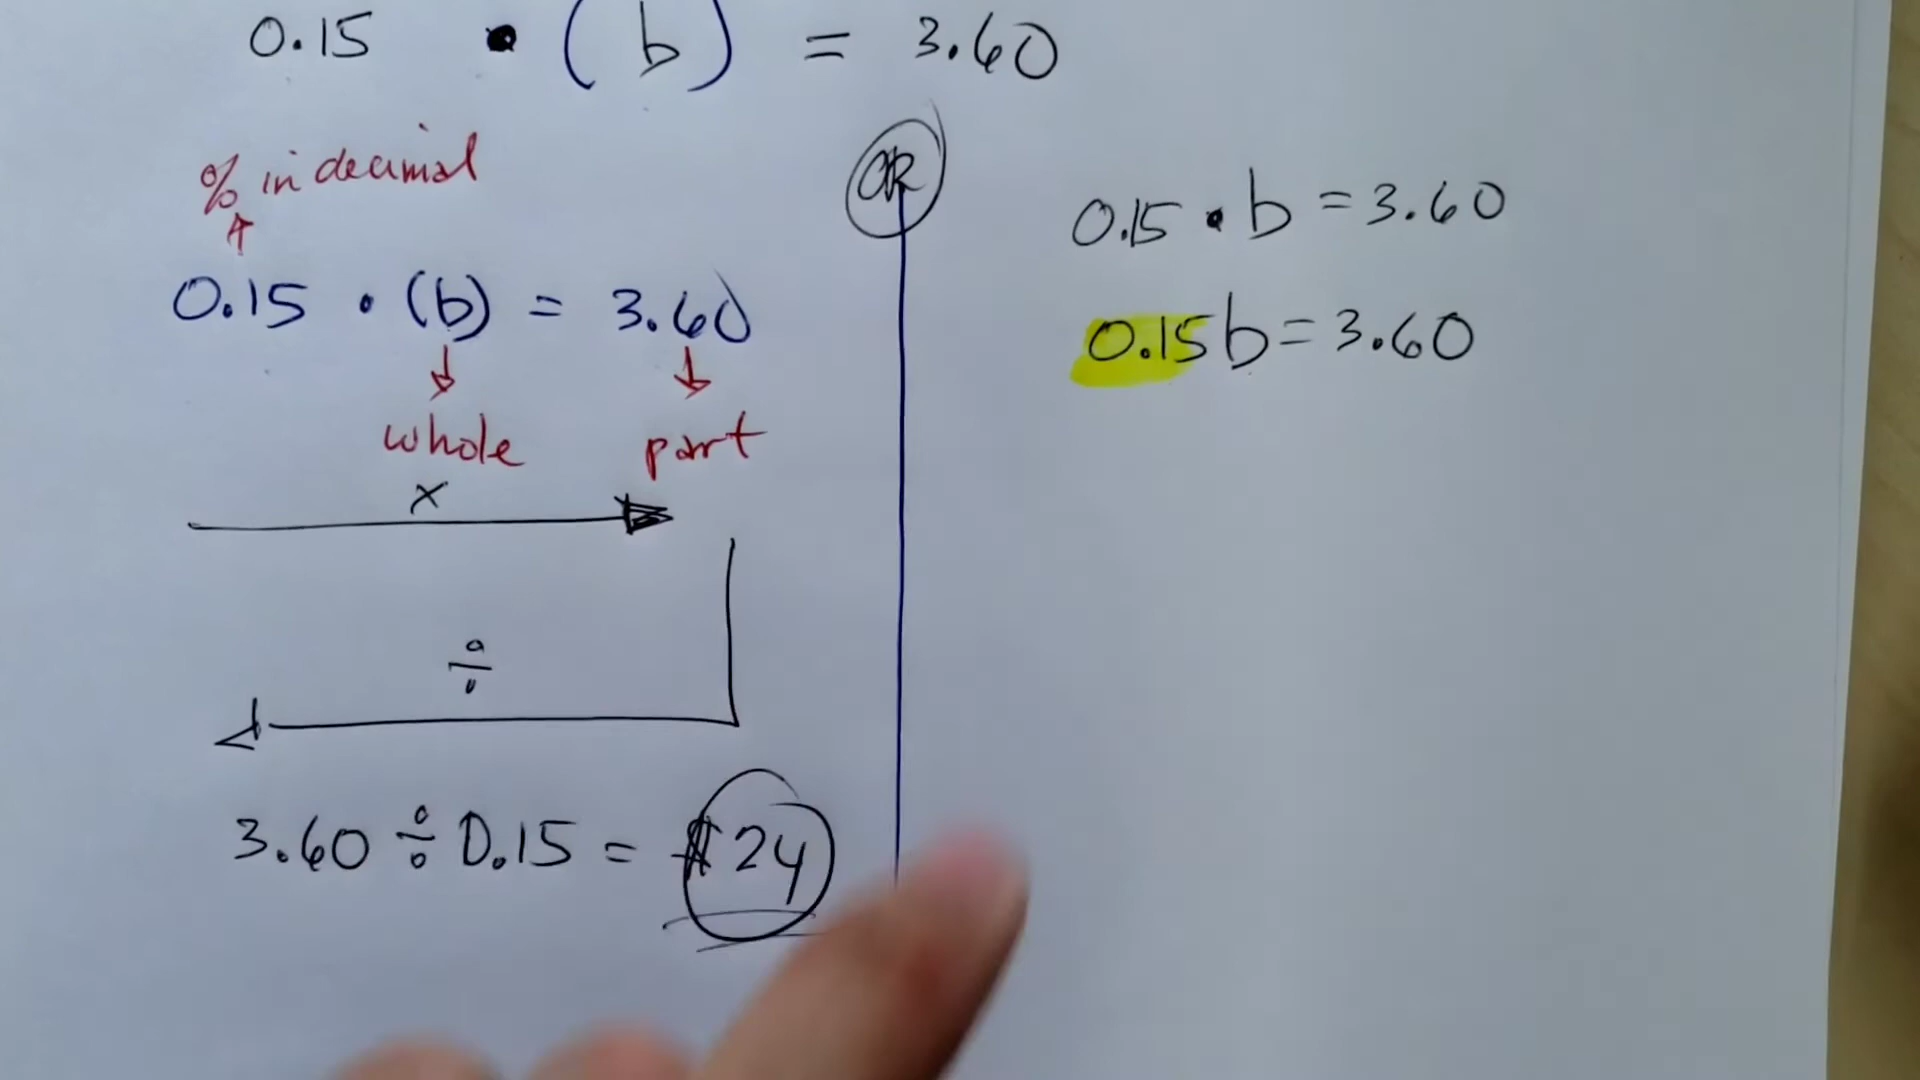 0.15 • (b) = 3.60
% in decimal
0.15 • (b) = 3.60
whole part
×
÷
3.60 ÷ 0.15 = $24
OR
0.15 • b = 3.60
0.15b = 3.60